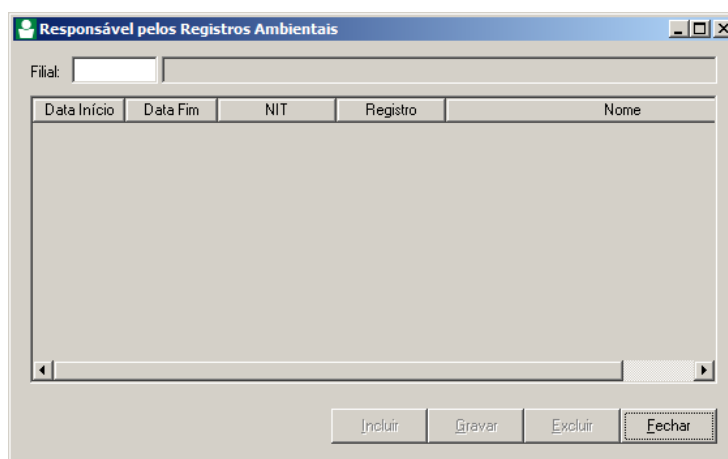 Responsável pelos Registros Ambientais
Filial:
Data Início Data Fim NIT Registro Nome
Incluir Gravar Excluir Fechar